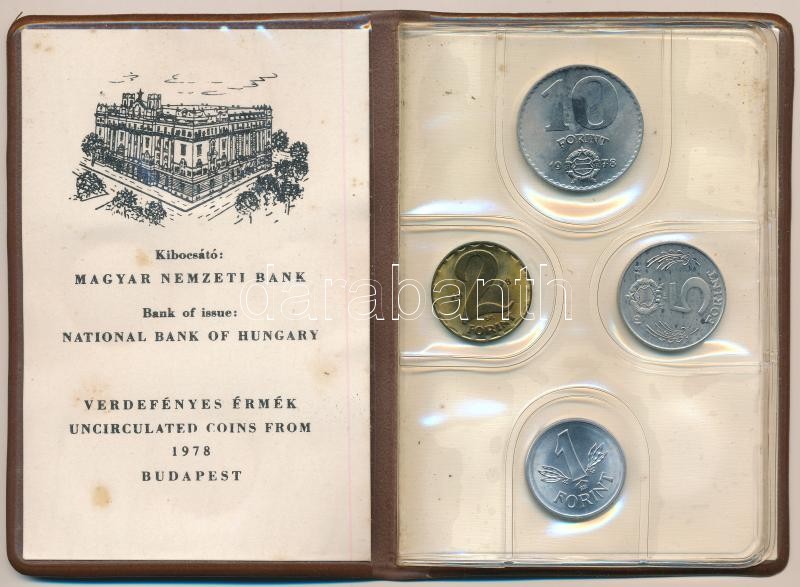 Kibocsátó:
MAGYAR NEMZETI BANK
Bank of issue:
NATIONAL BANK OF HUNGARY
VERDEFÉNYES ÉRMÉK
UNCIRCULATED COINS FROM
1978
BUDAPEST
10
FORINT
1978
2
FORINT
5
FORINT
1
FORINT
darabanth